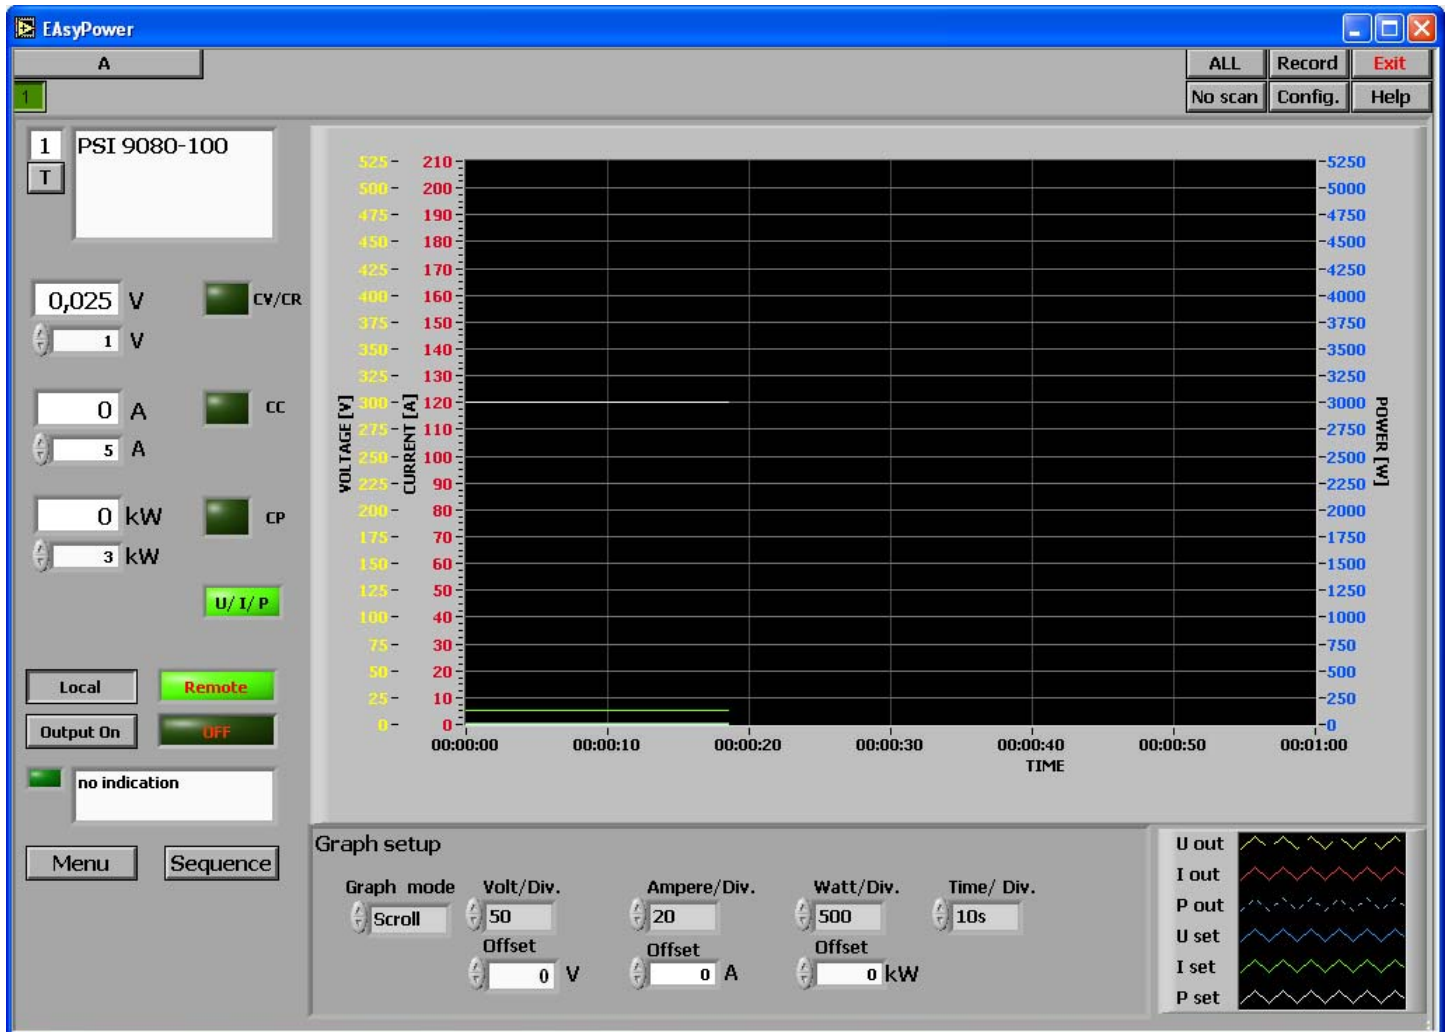 EAsyPower
A
ALL Record Exit
1
No scan Config. Help
1 PSI 9080-100
T
0,025 V CV/CR
1 V
0 A CC
5 A
0 kW CP
3 kW
U/ I/ P
Local Remote
Output On OFF
no indication
Menu Sequence
VOLTAGE [V]
525
500
475
450
425
400
375
350
325
300
275
250
225
200
175
150
125
100
75
50
25
0
CURRENT [A]
210
200
190
180
170
160
150
140
130
120
110
100
90
80
70
60
50
40
30
20
10
0
5250
5000
4750
4500
4250
4000
3750
3500
3250
3000
2750
2500
2250
2000
1750
1500
1250
1000
750
500
250
0
POWER [W]
00:00:00 00:00:10 00:00:20 00:00:30 00:00:40 00:00:50 00:01:00
TIME
Graph setup
Graph mode Volt/Div. Ampere/Div. Watt/Div. Time/ Div.
Scroll 50 20 500 10s
Offset Offset Offset
0 V 0 A 0 kW
U out
I out
P out
U set
I set
P set